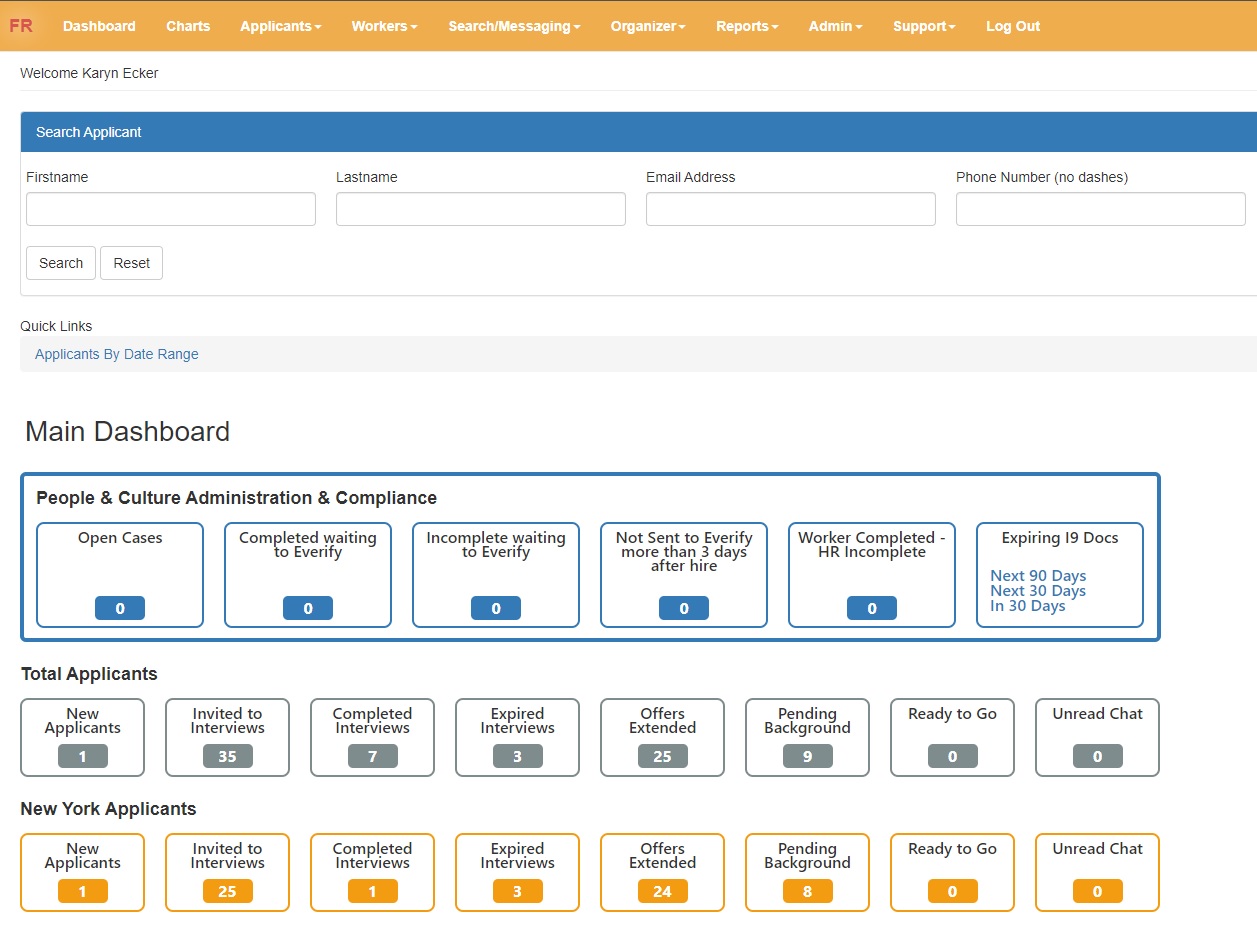 FR Dashboard Charts Applicants Workers Search/Messaging Organizer Reports Admin Support Log Out
Welcome Karyn Ecker
Search Applicant
Firstname Lastname Email Address Phone Number (no dashes)
Search Reset
Quick Links
Applicants By Date Range
Main Dashboard
People & Culture Administration & Compliance
Open Cases
0
Completed waiting
to Everify
0
Incomplete waiting
to Everify
0
Not Sent to Everify
more than 3 days
after hire
0
Worker Completed -
HR Incomplete
0
Expiring I9 Docs
Next 90 Days
Next 30 Days
In 30 Days
Total Applicants
New
Applicants
1
Invited to
Interviews
35
Completed
Interviews
7
Expired
Interviews
3
Offers
Extended
25
Pending
Background
9
Ready to Go
0
Unread Chat
0
New York Applicants
New
Applicants
1
Invited to
Interviews
25
Completed
Interviews
1
Expired
Interviews
3
Offers
Extended
24
Pending
Background
8
Ready to Go
0
Unread Chat
0